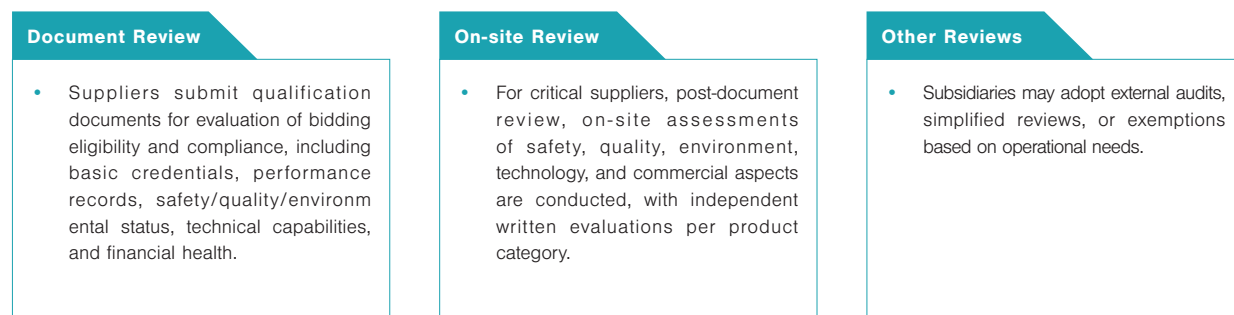 Document Review
• Suppliers submit qualification
documents for evaluation of bidding
eligibility and compliance, including
basic credentials, performance
records, safety/quality/environm
ental status, technical capabilities,
and financial health.
On-site Review
• For critical suppliers, post-document
review, on-site assessments
of safety, quality, environment,
technology, and commercial aspects
are conducted, with independent
written evaluations per product
category.
Other Reviews
• Subsidiaries may adopt external audits,
simplified reviews, or exemptions
based on operational needs.